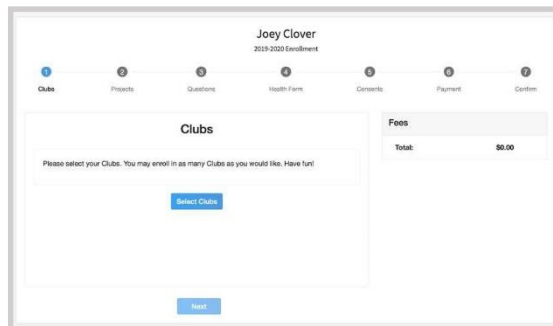 Joey Clover
2019-2020 Enrollment
1 2 3 4 5 6 7
Clubs Projects Questions Health Form Consents Payment Confirm
Clubs
Please select your Clubs. You may enroll in as many Clubs as you would like. Have fun!
Select Clubs
Next
Fees
Total: $0.00